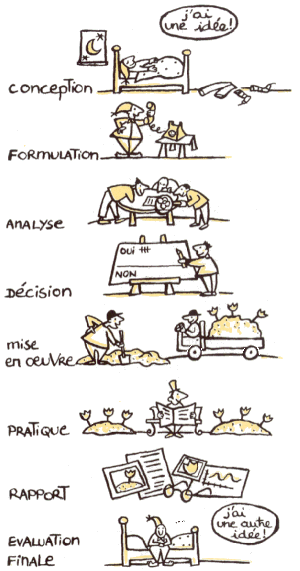 j'ai
une idée!
conception
FORMULATION
ANALYSE
OUI
NON
DÉCISION
mise
en oeuvre
PRATIQUE
RAPPORT
j'ai
une autre
idée!
EVALUATION
FINALE